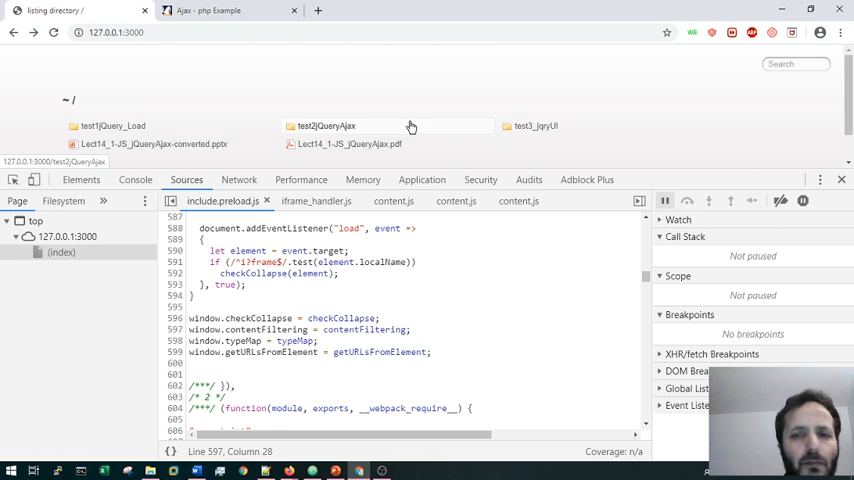 listing directory /
Ajax - php Example
127.0.0.1:3000
Search
~ /
test1jQuery_Load
test2jQueryAjax
test3_jqryUI
Lect14_1-JS_jQueryAjax-converted.pptx
Lect14_1-JS_jQueryAjax.pdf
127.0.0.1:3000/test2jQueryAjax
Elements
Console
Sources
Network
Performance
Memory
Application
Security
Audits
Adblock Plus
Page
Filesystem
include.preload.js
iframe_handler.js
content.js
content.js
content.js
top
127.0.0.1:3000
(index)
587
588 document.addEventListener("load", event =>
589 {
590 let element = event.target;
591 if (/^i?frame$/.test(element.localName))
592 checkCollapse(element);
593 }, true);
594 }
595
596 window.checkCollapse = checkCollapse;
597 window.contentFiltering = contentFiltering;
598 window.typeMap = typeMap;
599 window.getURLsFromElement = getURLsFromElement;
600
601
602 /***/ }),
603 /* 2 */
604 /***/ (function(module, exports, __webpack_require__) {
605
606
{} Line 597, Column 28
Coverage: n/a
Watch
Call Stack
Not paused
Scope
Not paused
Breakpoints
No breakpoints
XHR/fetch Breakpoints
DOM Brea
Global List
Event Liste